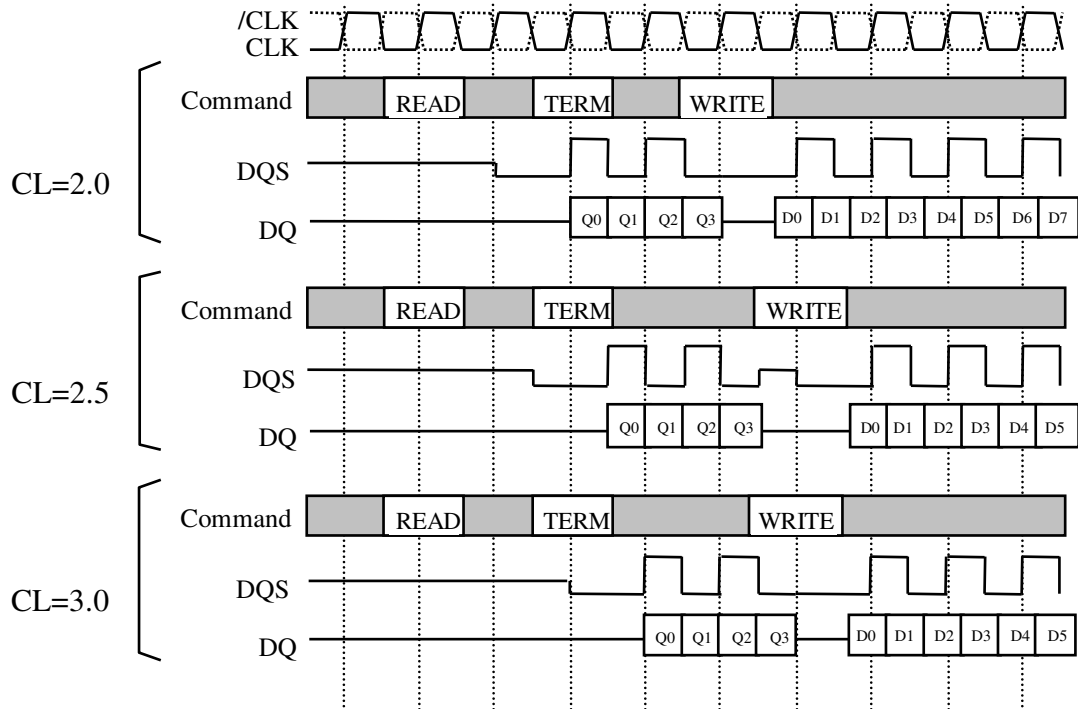 /CLK
CLK
CL=2.0
Command READ TERM WRITE
DQS
DQ Q0 Q1 Q2 Q3 D0 D1 D2 D3 D4 D5 D6 D7
CL=2.5
Command READ TERM WRITE
DQS
DQ Q0 Q1 Q2 Q3 D0 D1 D2 D3 D4 D5
CL=3.0
Command READ TERM WRITE
DQS
DQ Q0 Q1 Q2 Q3 D0 D1 D2 D3 D4 D5